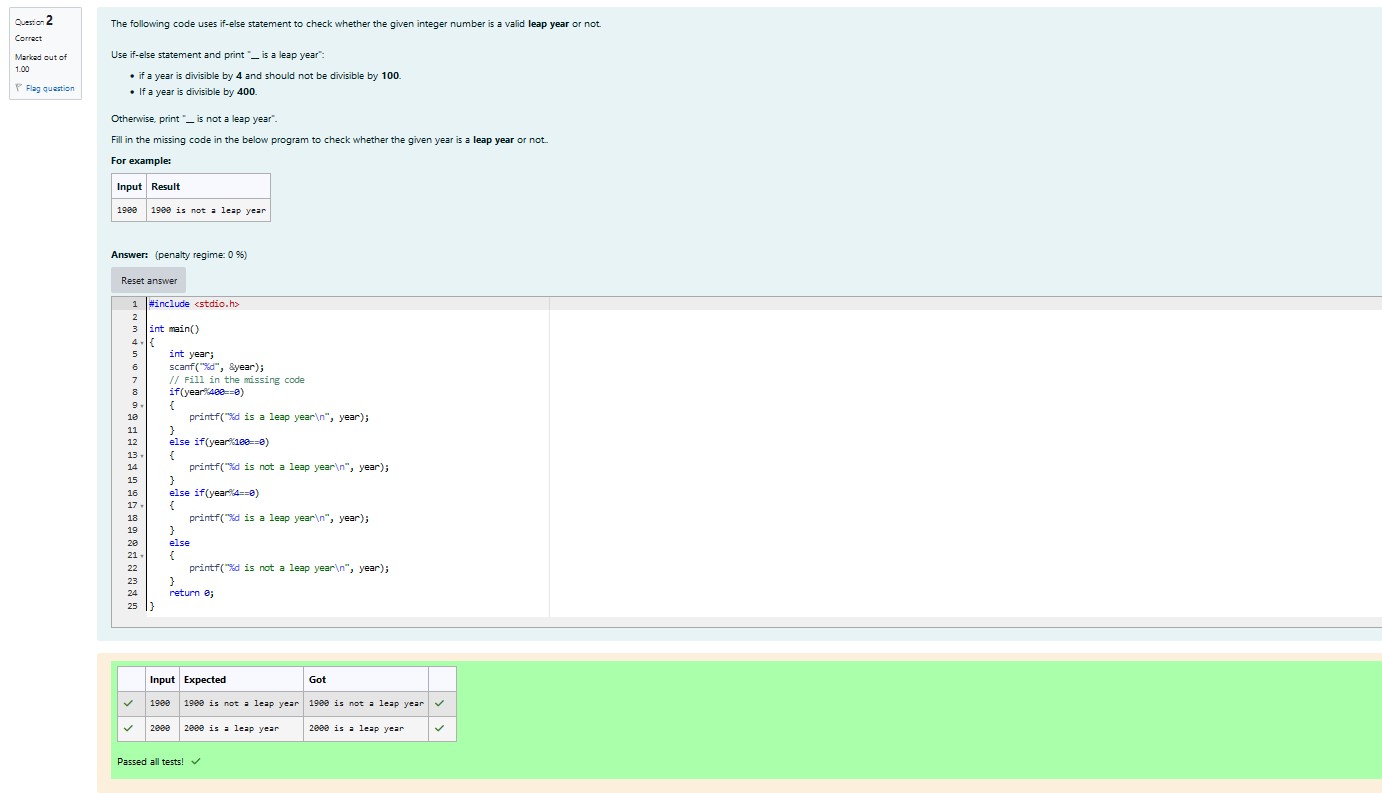 Question 2
Correct
Marked out of
1.00
Flag question
The following code uses if-else statement to check whether the given integer number is a valid leap year or not.
Use if-else statement and print "__ is a leap year":
• if a year is divisible by 4 and should not be divisible by 100.
• If a year is divisible by 400.
Otherwise, print "__ is not a leap year".
Fill in the missing code in the below program to check whether the given year is a leap year or not..
For example:
Input Result
1900 1900 is not a leap year
Answer: (penalty regime: 0 %)
Reset answer
1 #include <stdio.h>
2
3 int main()
4 {
5 int year;
6 scanf("%d", &year);
7 // Fill in the missing code
8 if(year%400==0)
9 {
10 printf("%d is a leap year\n", year);
11 }
12 else if(year%100==0)
13 {
14 printf("%d is not a leap year\n", year);
15 }
16 else if(year%4==0)
17 {
18 printf("%d is a leap year\n", year);
19 }
20 else
21 {
22 printf("%d is not a leap year\n", year);
23 }
24 return 0;
25 }
Input Expected Got
1900 1900 is not a leap year 1900 is not a leap year
2000 2000 is a leap year 2000 is a leap year
Passed all tests!